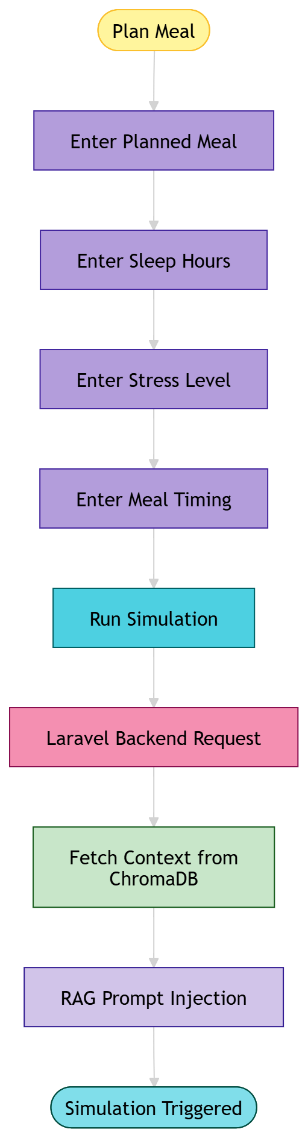 Plan Meal
Enter Planned Meal
Enter Sleep Hours
Enter Stress Level
Enter Meal Timing
Run Simulation
Laravel Backend Request
Fetch Context from
ChromaDB
RAG Prompt Injection
Simulation Triggered